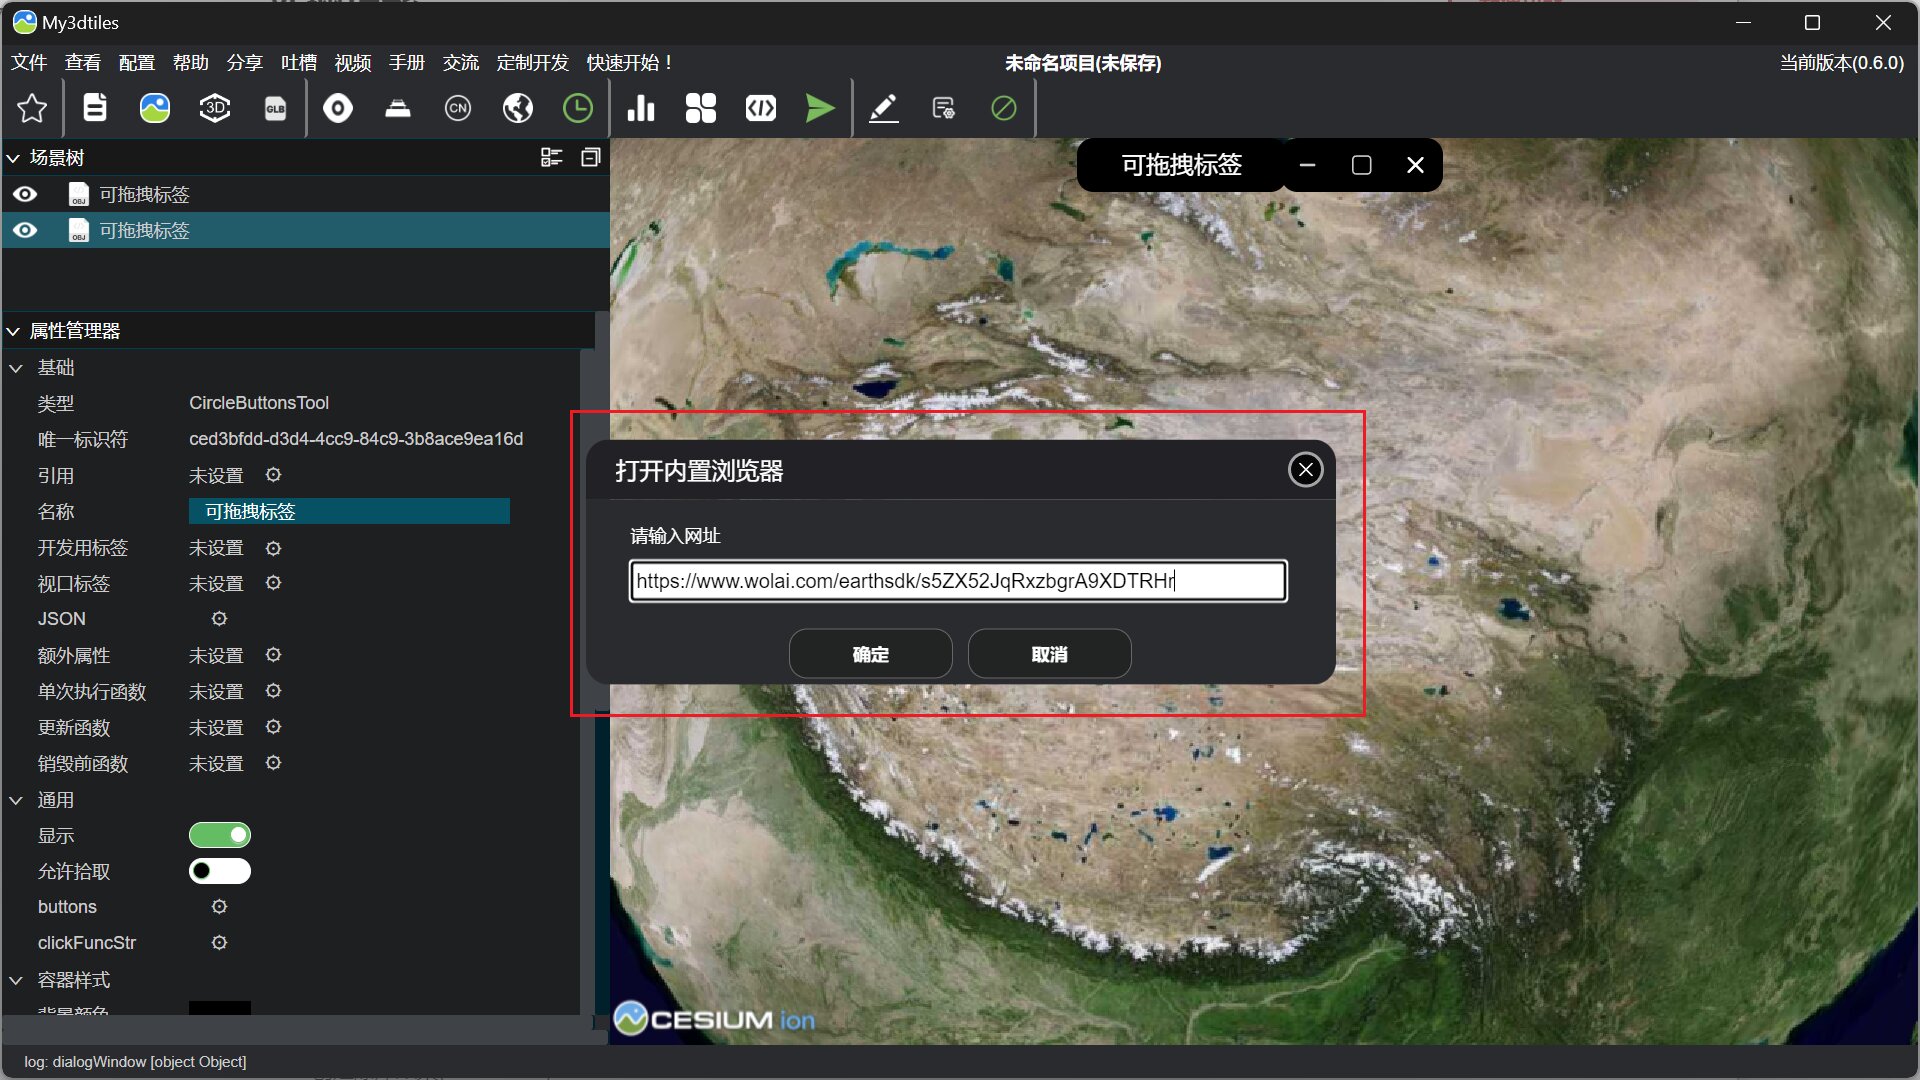 My3dtiles
文件 查看 配置 帮助 分享 吐槽 视频 手册 交流 定制开发 快速开始！ 未命名项目(未保存) 当前版本(0.6.0)
3D GLB CN
场景树
可拖拽标签
OBJ 可拖拽标签
OBJ 可拖拽标签
属性管理器
基础
类型 CircleButtonsTool
唯一标识符 ced3bfdd-d3d4-4cc9-84c9-3b8ace9ea16d
引用 未设置
名称 可拖拽标签
开发用标签 未设置
视口标签 未设置
JSON
额外属性 未设置
单次执行函数 未设置
更新函数 未设置
销毁前函数 未设置
通用
显示
允许拾取
buttons
clickFuncStr
容器样式
背景颜色
打开内置浏览器
请输入网址
https://www.wolai.com/earthsdk/s5ZX52JqRxzbgrA9XDTRHr
确定 取消
CESIUM ion
log: dialogWindow [object Object]